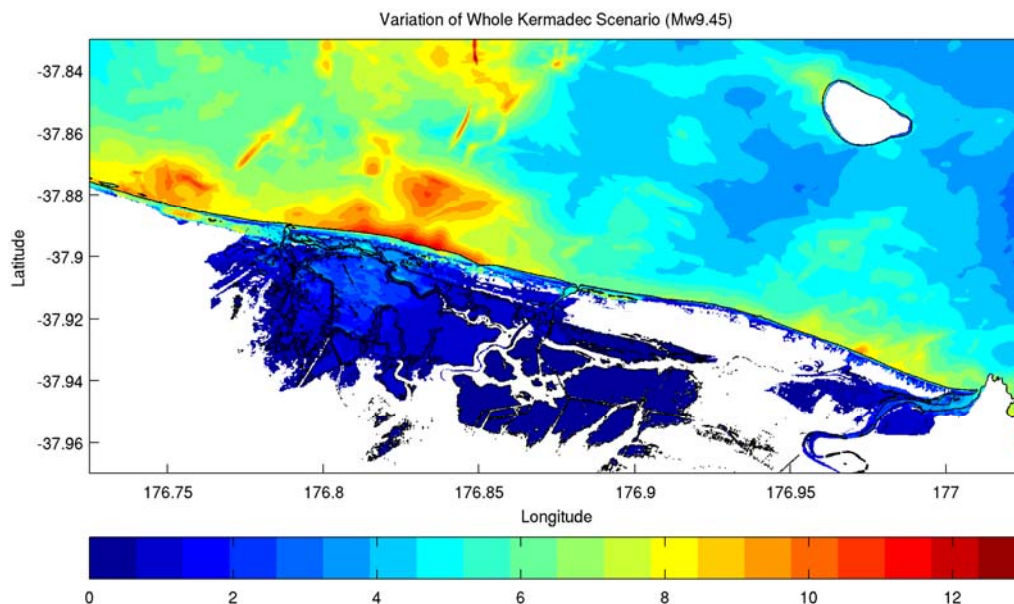 Variation of Whole Kermadec Scenario (Mw9.45)
-37.84
-37.86
-37.88
-37.9
-37.92
-37.94
-37.96
Latitude
176.75 176.8 176.85 176.9 176.95 177
Longitude
0 2 4 6 8 10 12